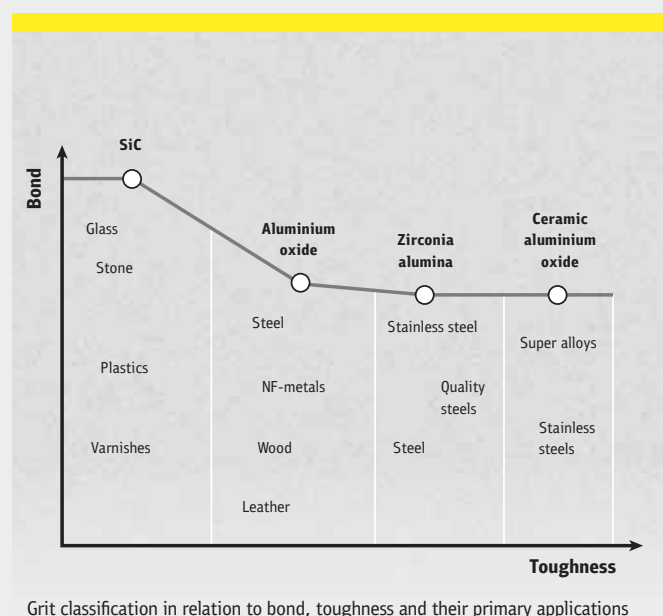 SiC
Bond
Glass
Stone
Plastics
Varnishes
Aluminium
oxide
Steel
NF-metals
Wood
Leather
Zirconia
alumina
Stainless steel
Quality
steels
Steel
Ceramic
aluminium
oxide
Super alloys
Stainless
steels
Toughness
Grit classification in relation to bond, toughness and their primary applications